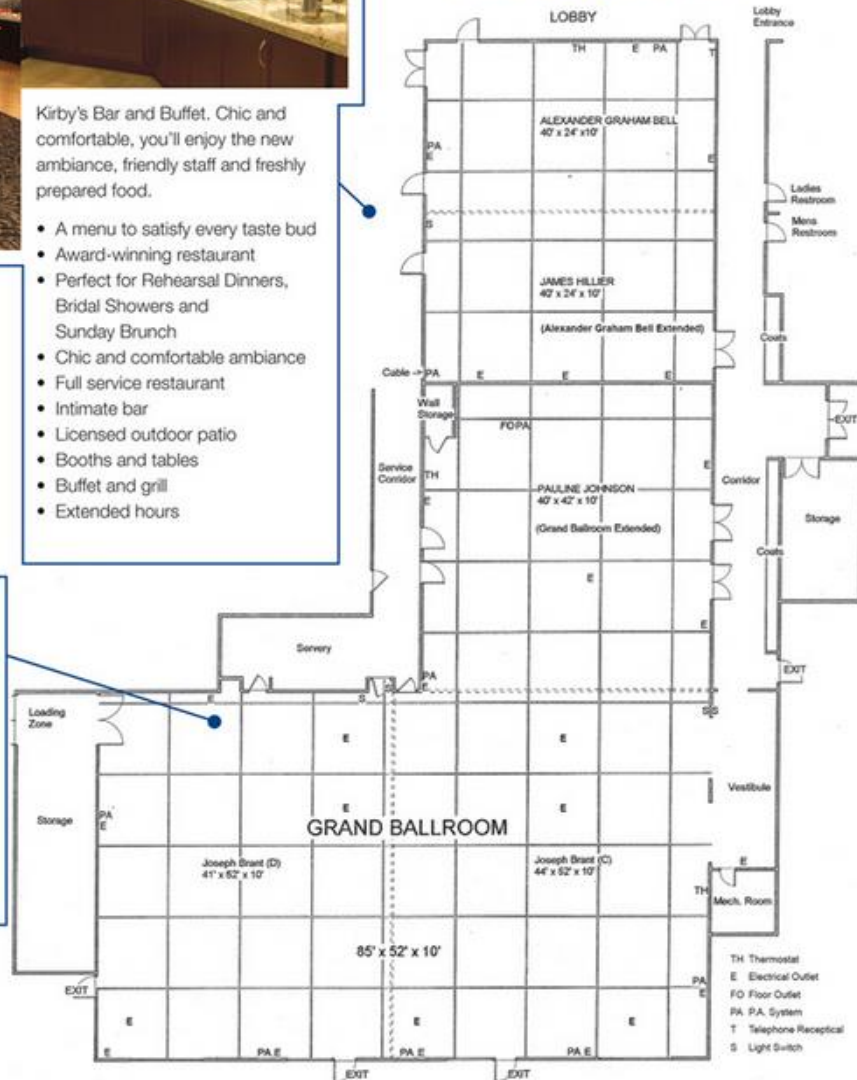 Kirby's Bar and Buffet. Chic and
comfortable, you'll enjoy the new
ambiance, friendly staff and freshly
prepared food.
• A menu to satisfy every taste bud
• Award-winning restaurant
• Perfect for Rehearsal Dinners,
Bridal Showers and
Sunday Brunch
• Chic and comfortable ambiance
• Full service restaurant
• Intimate bar
• Licensed outdoor patio
• Booths and tables
• Buffet and grill
• Extended hours
LOBBY
Lobby
Entrance
TH E PA
T
ALEXANDER GRAHAM BELL
40' x 24' x10'
PA
E
E
Ladies
Restroom
Mens
Restroom
S
JAMES HILLIER
40' x 24' x 10'
(Alexander Graham Bell Extended)
Coats
Cable -> PA
E E E
Wall
Storage
FO PA
EXIT
Service
Corridor
TH
E
E
PAULINE JOHNSON
40' x 42' x 10'
(Grand Ballroom Extended)
Corridor
Storage
Coats
E
E
Servery
PA
E
EXIT
Loading
Zone
E
S
S
S S
E E
Vestibule
Storage
PA
E
E E
GRAND BALLROOM
Joseph Brant (D)
41' x 52' x 10'
Joseph Brant (C)
44' x 52' x 10'
E
TH
Mech. Room
85' x 52' x 10'
PA
E
EXIT
E E E
E PA E PA E PA E
EXIT EXIT
TH Thermostat
E Electrical Outlet
FO Floor Outlet
PA P.A. System
T Telephone Receptical
S Light Switch